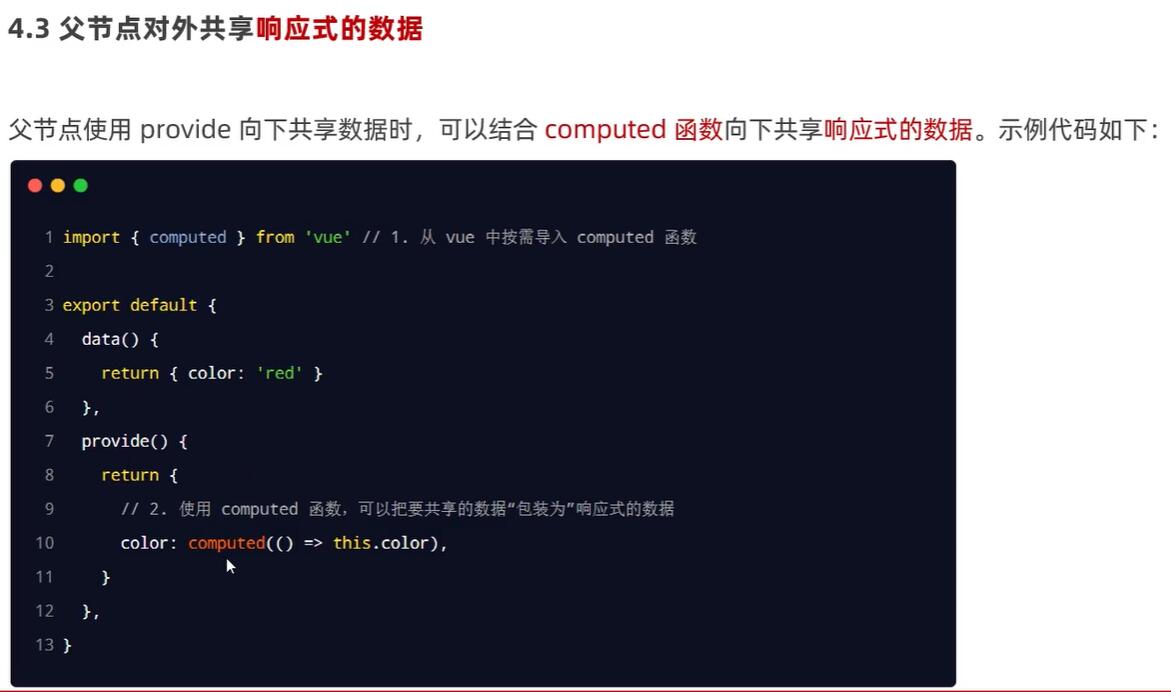 4.3 父节点对外共享响应式的数据
父节点使用 provide 向下共享数据时，可以结合 computed 函数向下共享响应式的数据。示例代码如下：
1 import { computed } from 'vue' // 1. 从 vue 中按需导入 computed 函数
2
3 export default {
4   data() {
5     return { color: 'red' }
6   },
7   provide() {
8     return {
9       // 2. 使用 computed 函数，可以把要共享的数据“包装为”响应式的数据
10       color: computed(() => this.color),
11     }
12   },
13 }